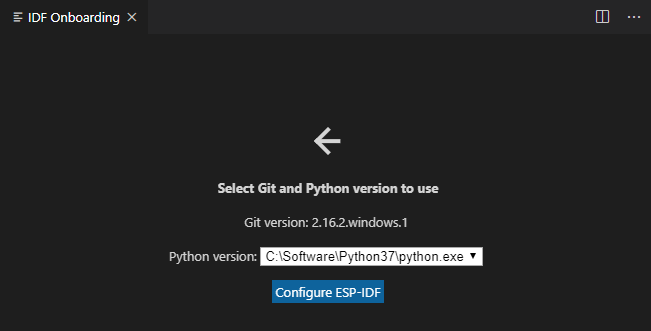 IDF Onboarding
Select Git and Python version to use
Git version: 2.16.2.windows.1
Python version: C:\Software\Python37\python.exe
Configure ESP-IDF